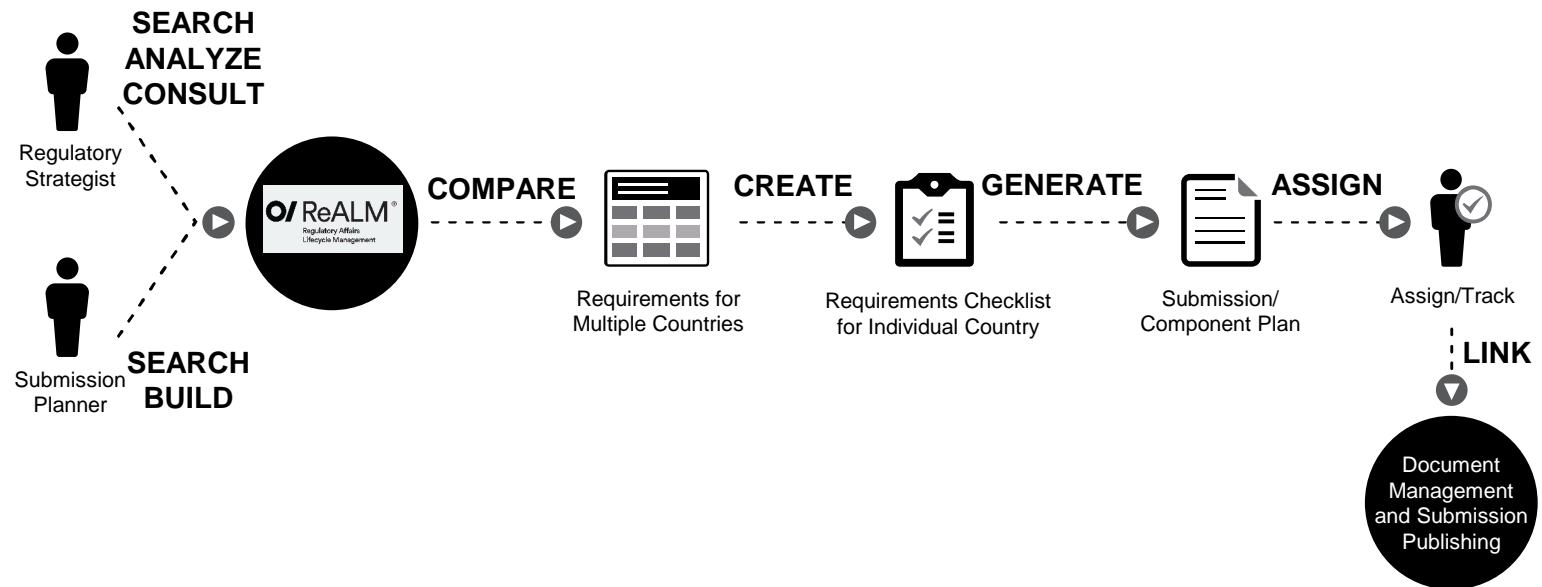 SEARCH
ANALYZE
CONSULT
Regulatory
Strategist
SEARCH
BUILD
Submission
Planner
O/ ReALM®
Regulatory Affairs
Lifecycle Management
COMPARE
Requirements for
Multiple Countries
CREATE
Requirements Checklist
for Individual Country
GENERATE
Submission/
Component Plan
ASSIGN
Assign/Track
LINK
Document
Management
and Submission
Publishing